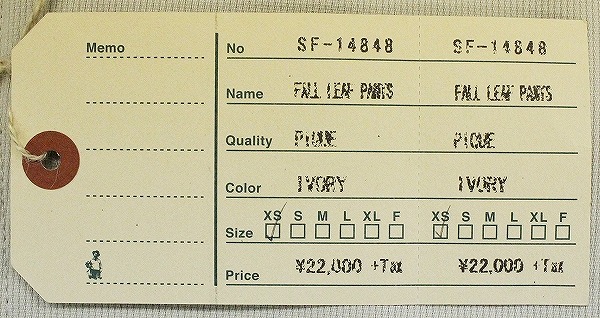 Memo
No SF-14848 SF-14848
Name FALL LEAF PANTS FALL LEAF PANTS
Quality PIQUE PIQUE
Color IVORY IVORY
XS S M L XL F XS S M L XL F
Size
Price ¥22,000 +Tax ¥22,000 +Tax